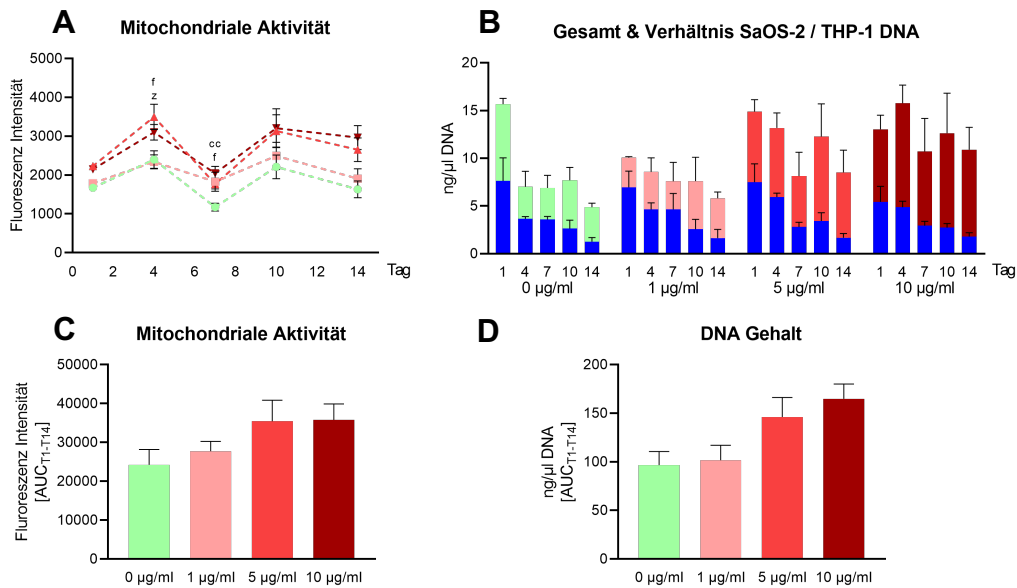 A
Mitochondriale Aktivität
Fluoreszenz Intensität
5000
4000
3000
2000
1000
0
f
z
cc
f
0 2 4 6 8 10 12 14 Tag
B
Gesamt & Verhältnis SaOS-2 / THP-1 DNA
ng/µl DNA
20
15
10
5
0
1 4 7 10 14 1 4 7 10 14 1 4 7 10 14 1 4 7 10 14 Tag
0 µg/ml 1 µg/ml 5 µg/ml 10 µg/ml
C
Mitochondriale Aktivität
Fluroreszenz Intensität
[AUCT1-T14]
50000
40000
30000
20000
10000
0
0 µg/ml 1 µg/ml 5 µg/ml 10 µg/ml
D
DNA Gehalt
ng/µl DNA
[AUCT1-T14]
200
150
100
50
0
0 µg/ml 1 µg/ml 5 µg/ml 10 µg/ml